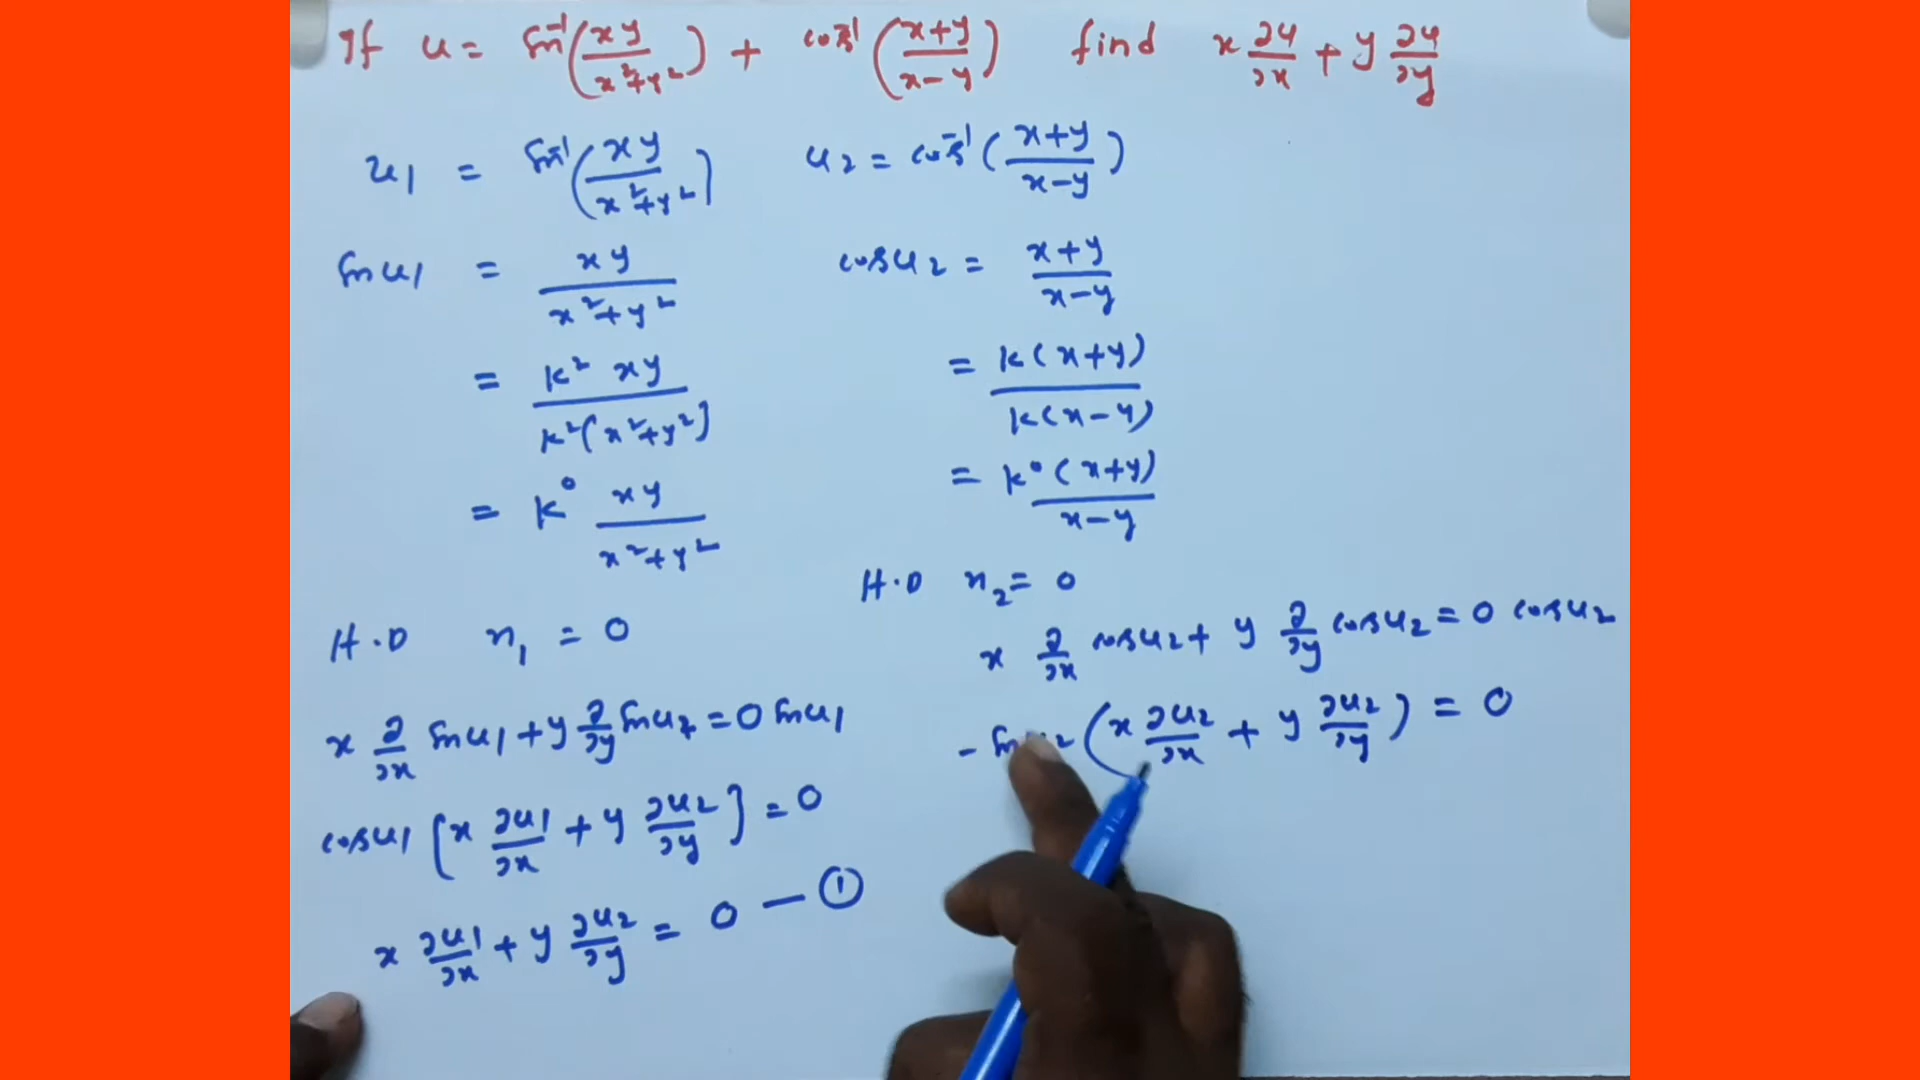 If u = sin⁻¹(xy/(x²+y²)) + cos⁻¹((x+y)/(x-y)) find x ∂u/∂x + y ∂u/∂y
u1 = sin⁻¹(xy/(x²+y²))
sin u1 = xy/(x²+y²)
= k² xy/(k²(x²+y²))
= k⁰ xy/(x²+y²)
H.D n₁ = 0
x ∂/∂x sin u1 + y ∂/∂y sin u2 = 0 sin u1
cos u1 [x ∂u1/∂x + y ∂u2/∂y] = 0
x ∂u1/∂x + y ∂u2/∂y = 0 — ①
u2 = cos⁻¹((x+y)/(x-y))
cos u2 = (x+y)/(x-y)
= k(x+y)/(k(x-y))
= k⁰(x+y)/(x-y)
H.D n₂ = 0
x ∂/∂x cos u2 + y ∂/∂y cos u2 = 0 cos u2
- (x ∂u2/∂x + y ∂u2/∂y) = 0